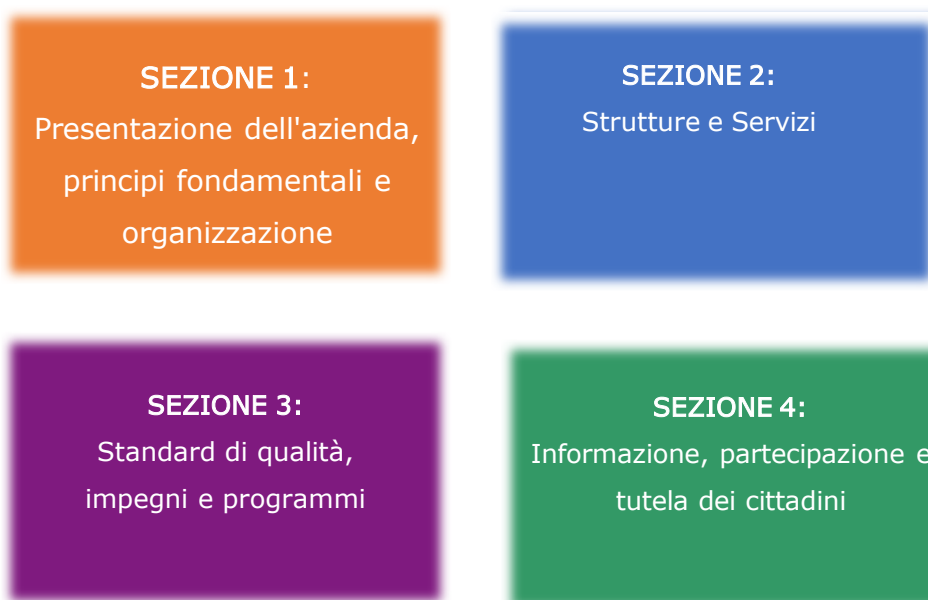 SEZIONE 1:
Presentazione dell'azienda,
principi fondamentali e
organizzazione
SEZIONE 2:
Strutture e Servizi
SEZIONE 3:
Standard di qualità,
impegni e programmi
SEZIONE 4:
Informazione, partecipazione e
tutela dei cittadini